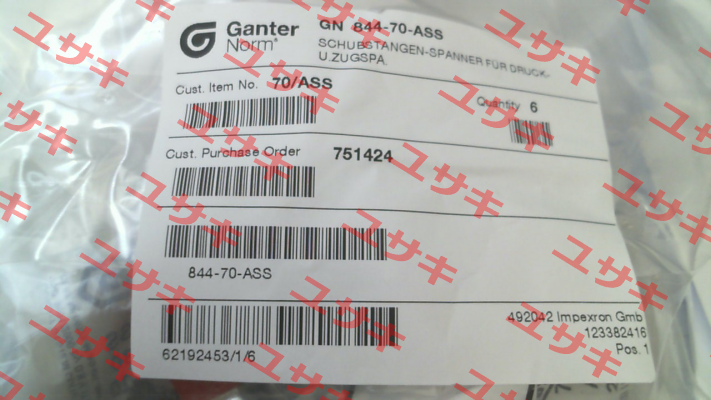 Ganter
Norm®
GN 844-70-ASS
SCHUBSTANGEN-SPANNER FÜR DRUCK-
U.ZUGSPA.
Cust. Item No. 70/ASS
Quantity 6
Cust. Purchase Order 751424
844-70-ASS
62192453/1/6
492042 Impexron Gmb
123382416
Pos. 1
ユサキ